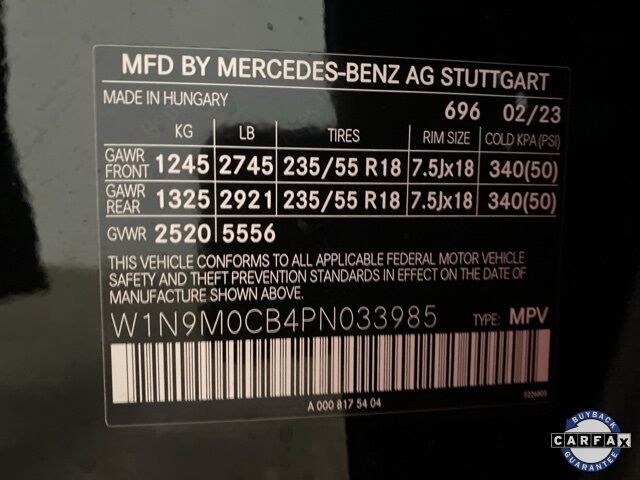 MFD BY MERCEDES-BENZ AG STUTTGART
MADE IN HUNGARY 696 02/23
KG LB TIRES RIM SIZE COLD KPA (PSI)
GAWR FRONT 1245 2745 235/55 R18 7.5Jx18 340(50)
GAWR REAR 1325 2921 235/55 R18 7.5Jx18 340(50)
GVWR 2520 5556
THIS VEHICLE CONFORMS TO ALL APPLICABLE FEDERAL MOTOR VEHICLE
SAFETY AND THEFT PREVENTION STANDARDS IN EFFECT ON THE DATE OF
MANUFACTURE SHOWN ABOVE.
W1N9M0CB4PN033985 TYPE: MPV
A 000 817 54 04
BUYBACK
CARFAX
GUARANTEE